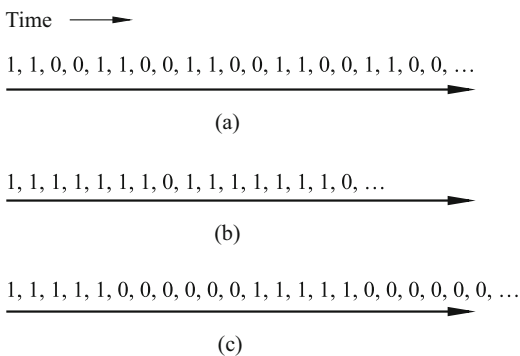 Time
1, 1, 0, 0, 1, 1, 0, 0, 1, 1, 0, 0, 1, 1, 0, 0, 1, 1, 0, 0, …
(a)
1, 1, 1, 1, 1, 1, 1, 0, 1, 1, 1, 1, 1, 1, 1, 0, …
(b)
1, 1, 1, 1, 1, 0, 0, 0, 0, 0, 0, 1, 1, 1, 1, 1, 0, 0, 0, 0, 0, 0, …
(c)